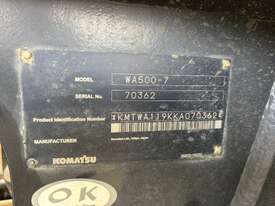 MODEL WA500-7
SERIAL No. 70362
Product Identification Number *KMTWA119KKA070362*
MANUFACTURER
KOMATSU
OK